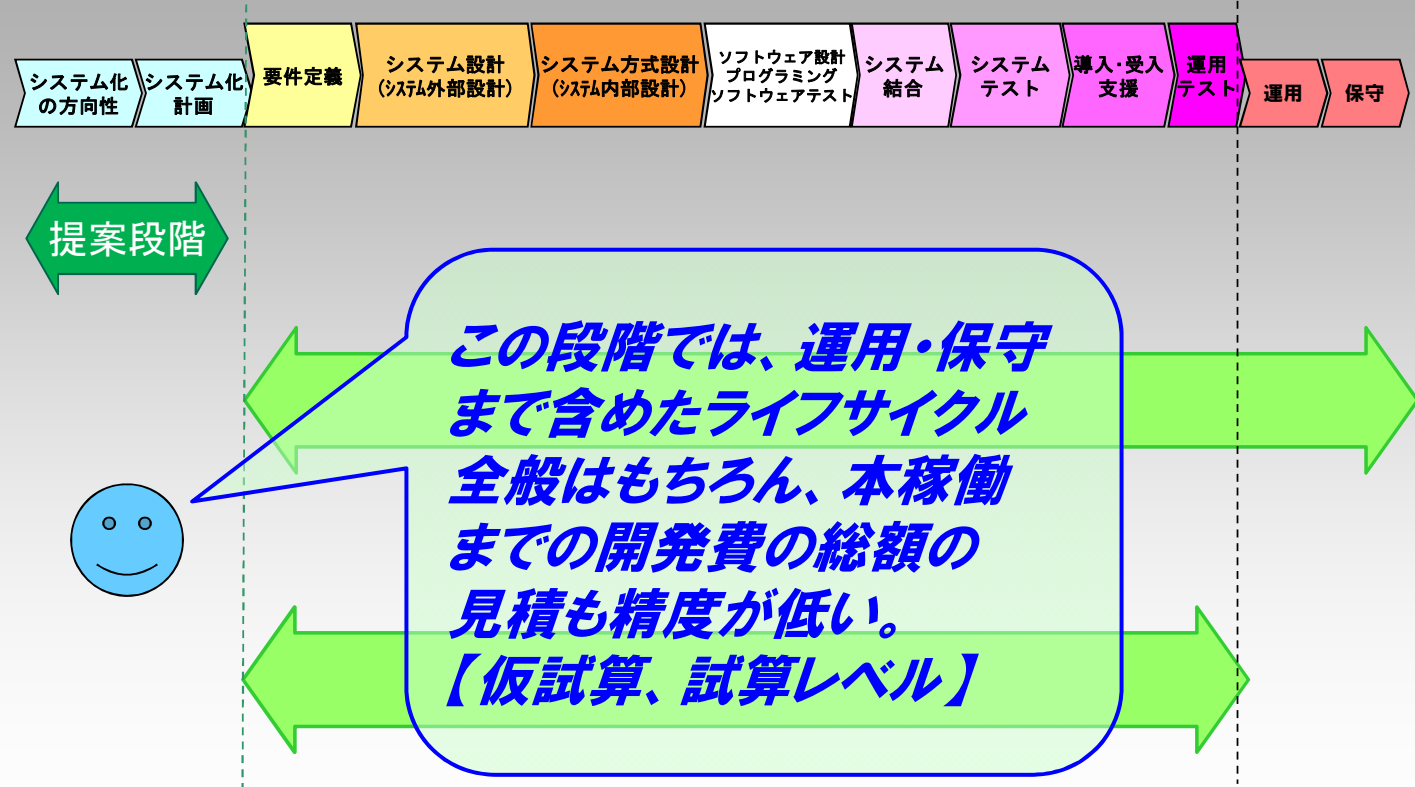 システム化
の方向性
システム化
計画
要件定義
システム設計
(システム外部設計)
システム方式設計
(システム内部設計)
ソフトウェア設計
プログラミング
ソフトウェアテスト
システム
結合
システム
テスト
導入・受入
支援
運用
テスト
運用
保守
提案段階
この段階では、運用・保守
まで含めたライフサイクル
全般はもちろん、本稼働
までの開発費の総額の
見積も精度が低い。
【仮試算、試算レベル】